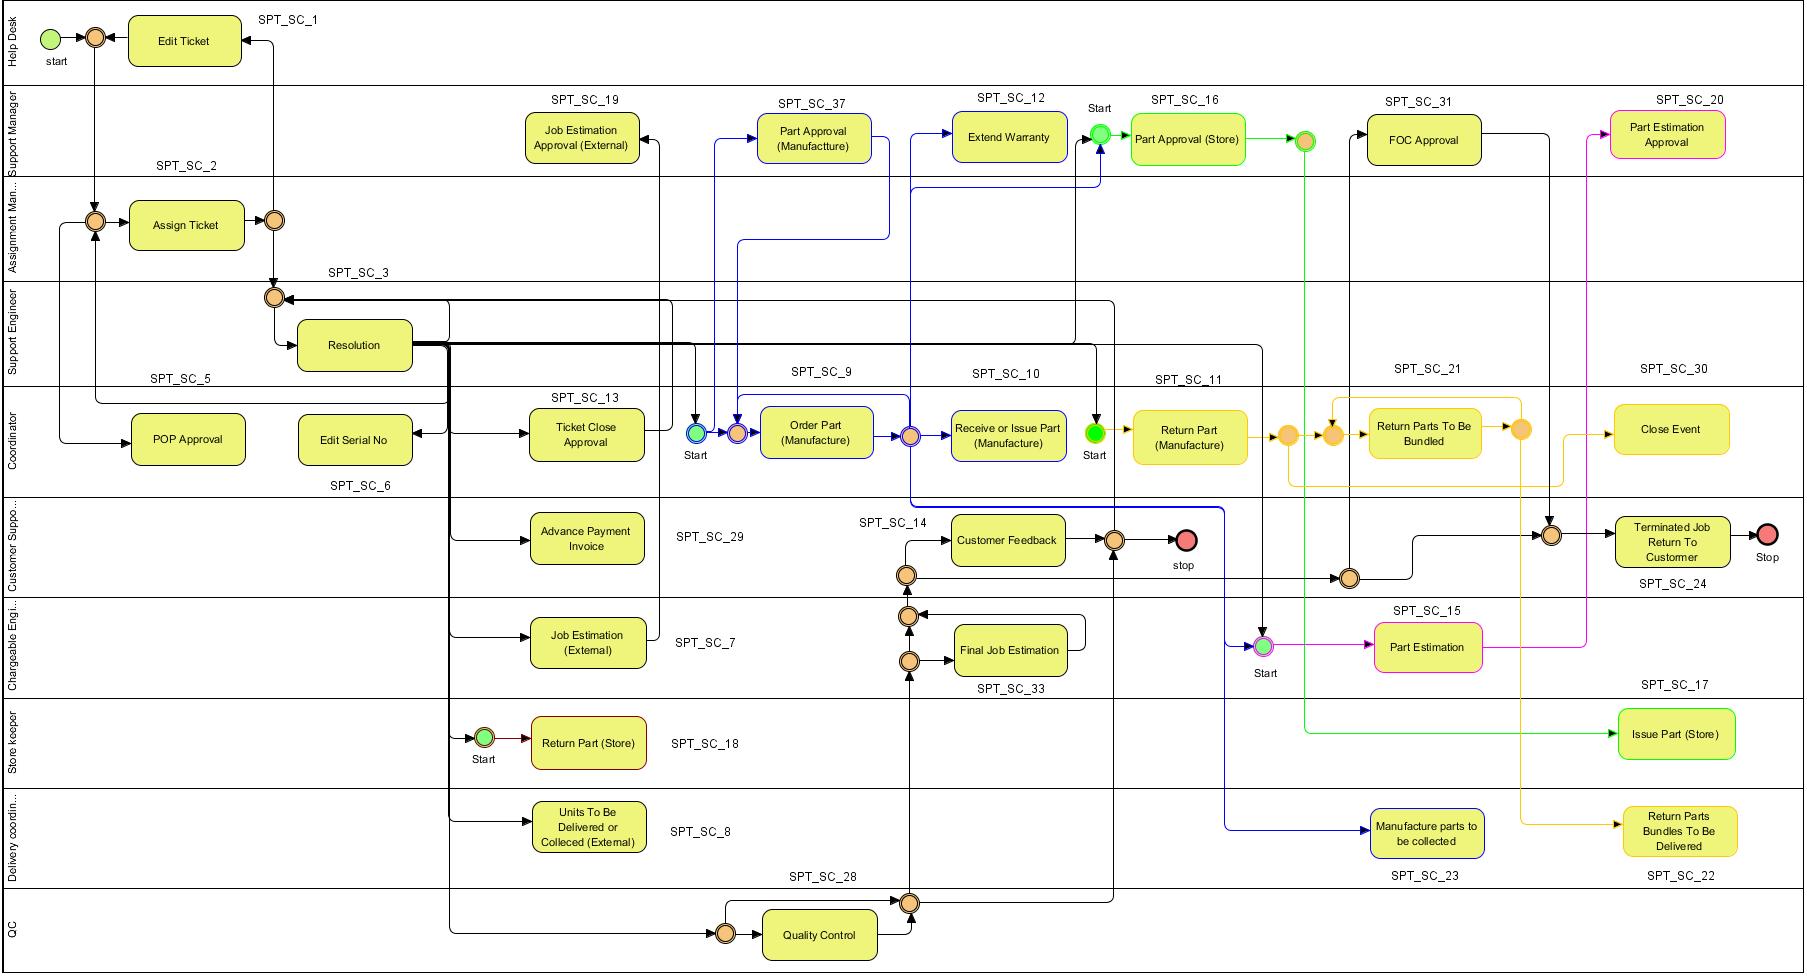 Help Desk
start
Edit Ticket
SPT_SC_1
Support Manager
SPT_SC_19
Job Estimation
Approval (External)
SPT_SC_37
Part Approval
(Manufactture)
SPT_SC_12
Extend Warranty
Start
SPT_SC_16
Part Approval (Store)
SPT_SC_31
FOC Approval
SPT_SC_20
Part Estimation
Approval
Assignment Man...
SPT_SC_2
Assign Ticket
Support Engineer
SPT_SC_3
Resolution
Coordinator
SPT_SC_5
POP Approval
Edit Serial No
SPT_SC_6
SPT_SC_13
Ticket Close
Approval
Start
SPT_SC_9
Order Part
(Manufacture)
SPT_SC_10
Receive or Issue Part
(Manufacture)
Start
SPT_SC_11
Return Part
(Manufacture)
SPT_SC_21
Return Parts To Be
Bundled
SPT_SC_30
Close Event
Customer Suppo...
Advance Payment
Invoice
SPT_SC_29
SPT_SC_14
Customer Feedback
stop
Terminated Job
Return To
Custormer
SPT_SC_24
Stop
Chargeable Engi...
Job Estimation
(External)
SPT_SC_7
Final Job Estimation
SPT_SC_33
Start
SPT_SC_15
Part Estimation
Store keeper
Start
Return Part (Store)
SPT_SC_18
SPT_SC_17
Issue Part (Store)
Delivery coordin...
Units To Be
Delivered or
Colleced (External)
SPT_SC_8
Manufacture parts to
be collected
SPT_SC_23
Return Parts
Bundles To Be
Delivered
SPT_SC_22
QC
SPT_SC_28
Quality Control